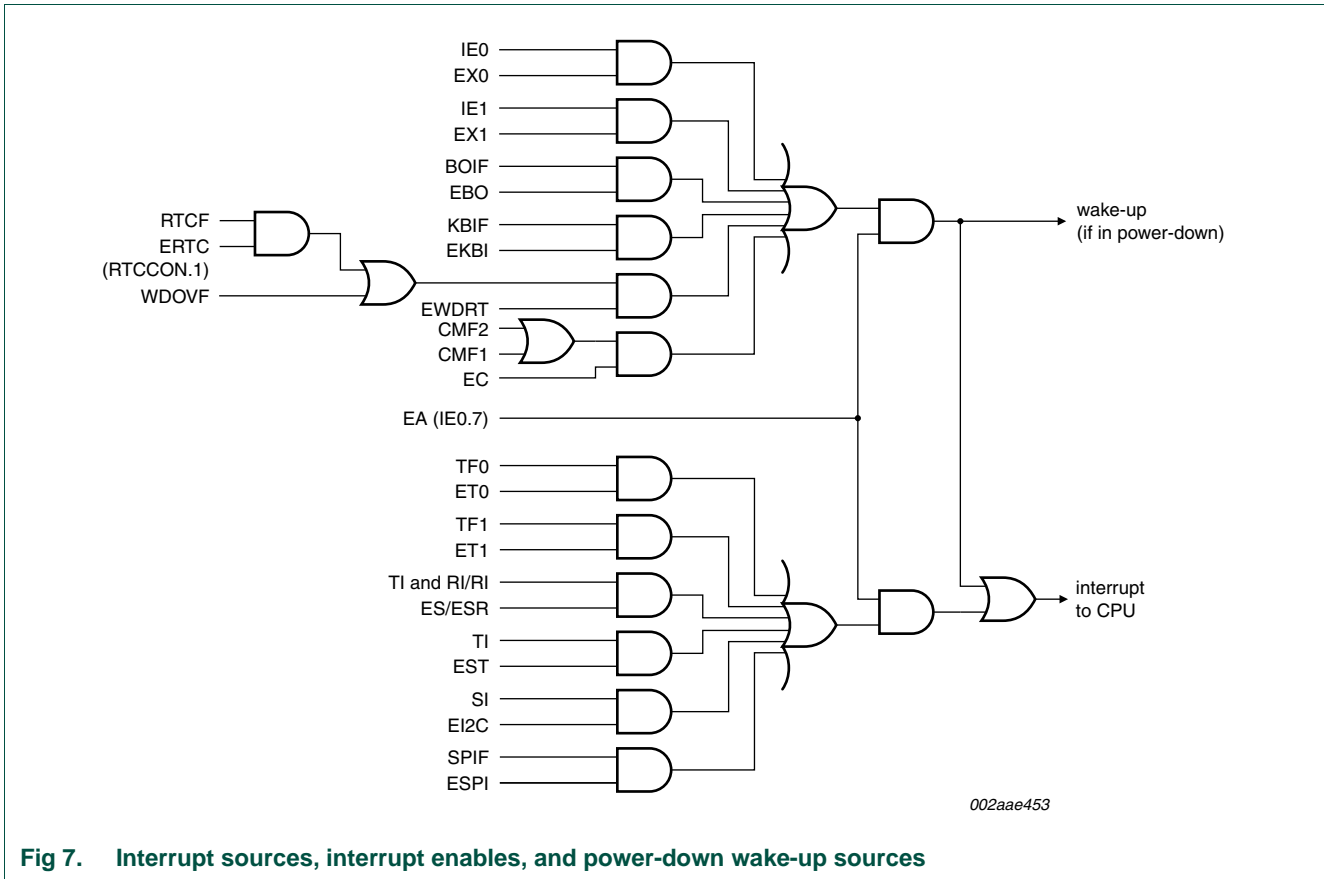 IE0
EX0
IE1
EX1
BOIF
EBO
KBIF
EKBI
RTCF
ERTC
(RTCCON.1)
WDOVF
EWDRT
CMF2
CMF1
EC
EA (IE0.7)
wake-up
(if in power-down)
TF0
ET0
TF1
ET1
TI and RI/RI
ES/ESR
TI
EST
SI
EI2C
SPIF
ESPI
interrupt
to CPU
002aae453
Fig 7. Interrupt sources, interrupt enables, and power-down wake-up sources